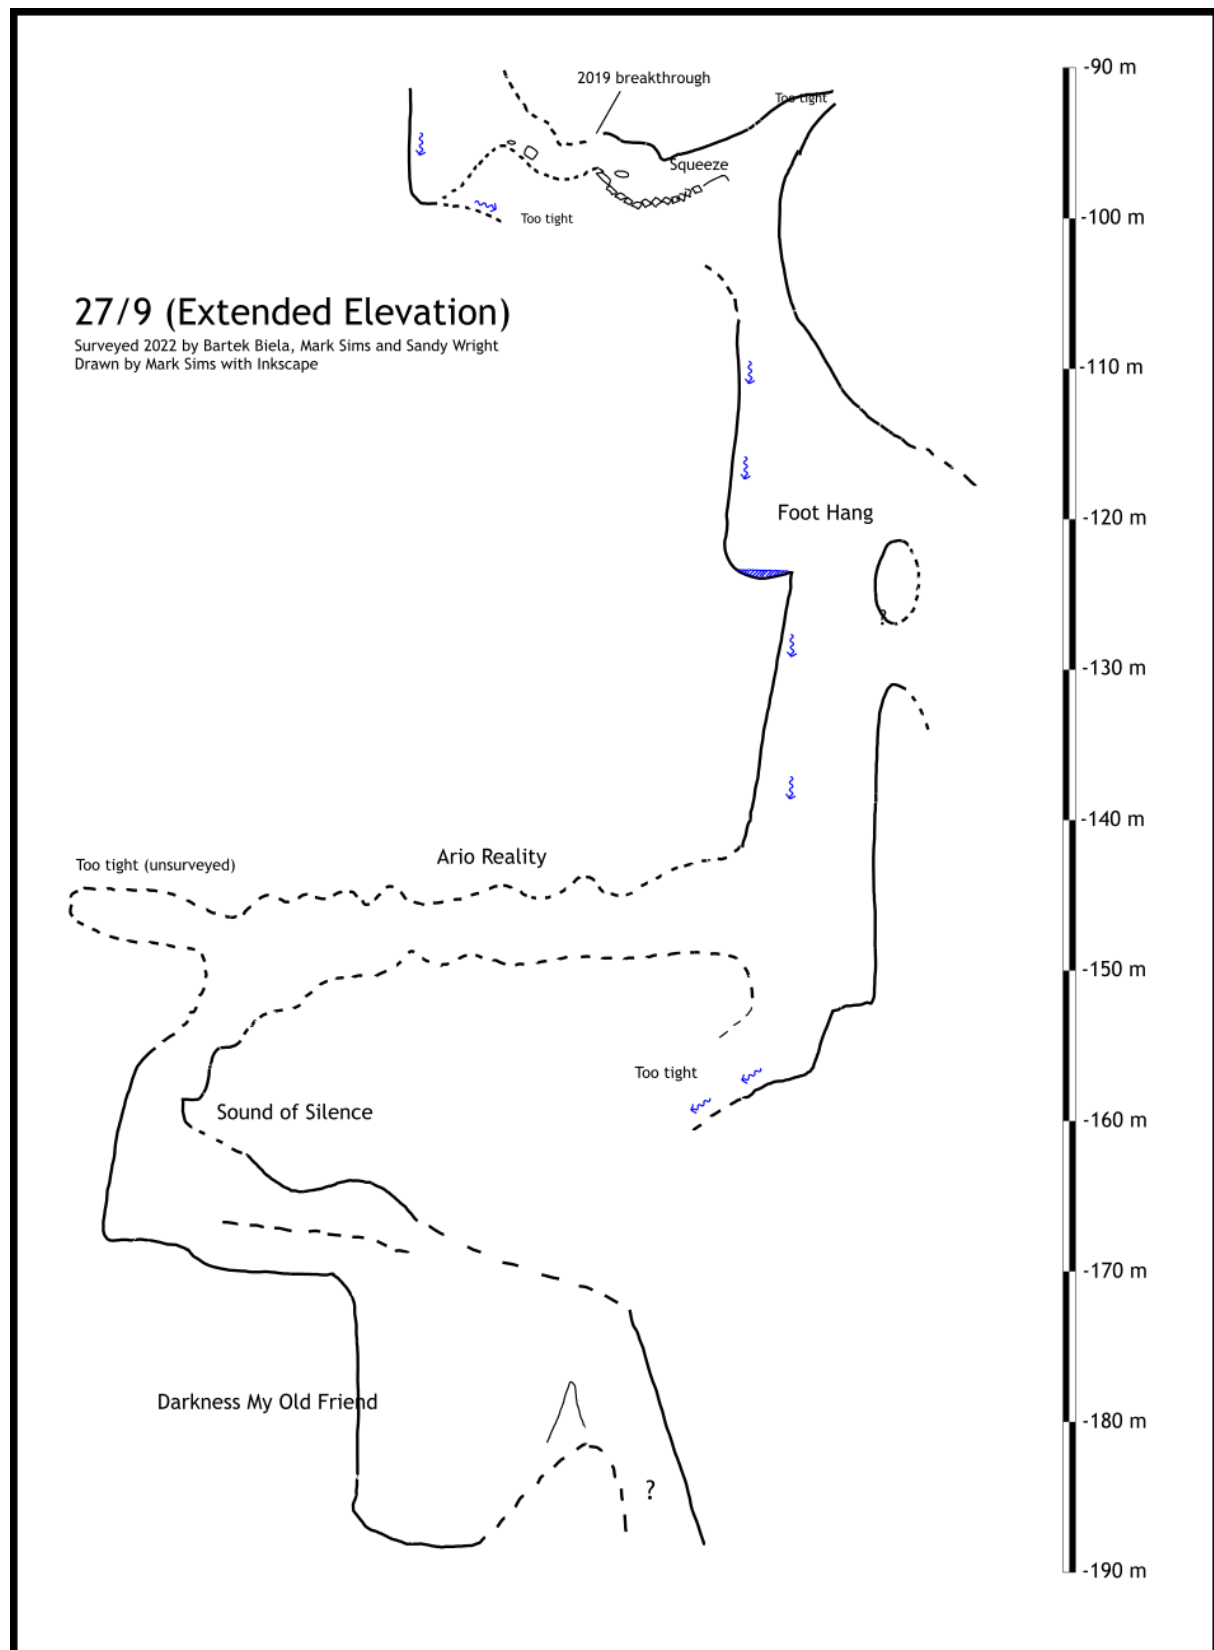 -90 m
2019 breakthrough
Too tight
Squeeze
-100 m
Too tight
27/9 (Extended Elevation)
Surveyed 2022 by Bartek Biela, Mark Sims and Sandy Wright
Drawn by Mark Sims with Inkscape
-110 m
Foot Hang
-120 m
?
-130 m
-140 m
Ario Reality
Too tight (unsurveyed)
-150 m
Too tight
Sound of Silence
-160 m
-170 m
Darkness My Old Friend
-180 m
?
-190 m